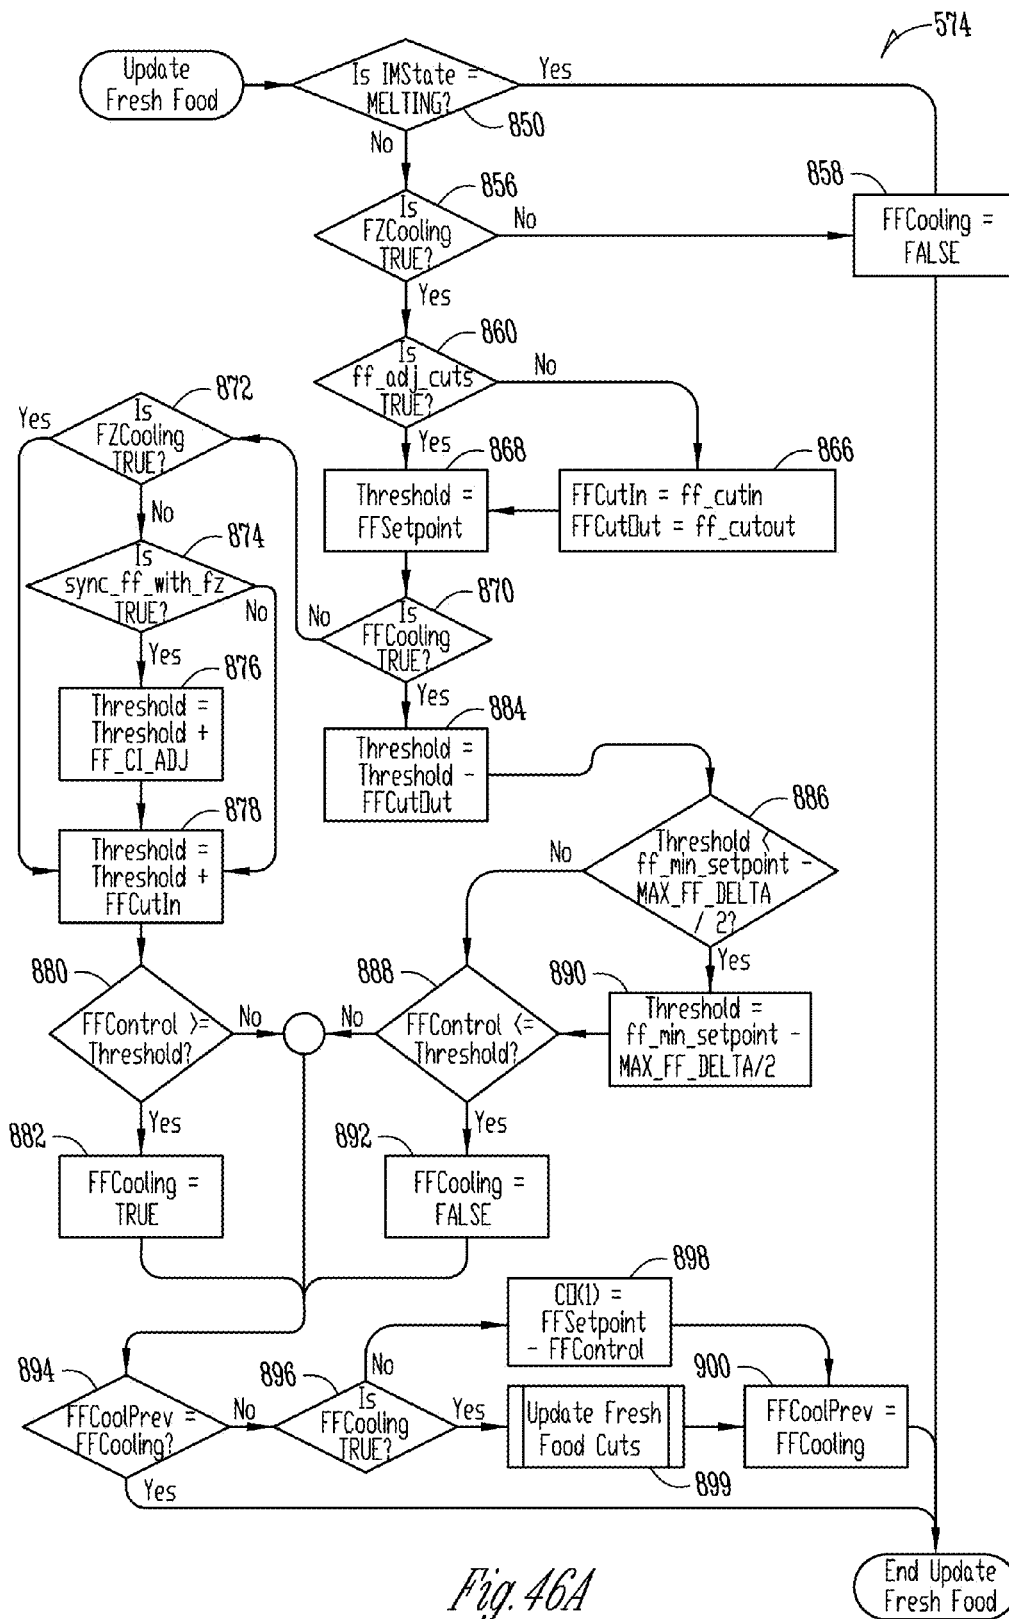 574
Update
Fresh Food
Is IMState =
MELTING?
Yes
850
No
856
Is
FZCooling
TRUE?
No
858
FFCooling =
FALSE
Yes
860
Is
ff_adj_cuts
TRUE?
No
872
Yes
Is
FZCooling
TRUE?
Yes
868
Threshold =
FFSetpoint
866
FFCutIn = ff_cutin
FFCutOut = ff_cutout
No
874
Is
sync_ff_with_fz
TRUE?
No
No
870
Is
FFCooling
TRUE?
Yes
876
Threshold =
Threshold +
FF_CI_ADJ
Yes
884
Threshold =
Threshold -
FFCutOut
878
Threshold =
Threshold +
FFCutIn
886
Threshold <
ff_min_setpoint -
MAX_FF_DELTA
/ 2?
No
Yes
880
FFControl >=
Threshold?
No
888
FFControl <=
Threshold?
No
890
Threshold =
ff_min_setpoint -
MAX_FF_DELTA/2
Yes
882
FFCooling =
TRUE
Yes
892
FFCooling =
FALSE
898
CO(1) =
FFSetpoint
- FFControl
894
FFCoolPrev =
FFCooling?
No
896
Is
FFCooling
TRUE?
No
Yes
Update Fresh
Food Cuts
899
900
FFCoolPrev =
FFCooling
Yes
End Update
Fresh Food
Fig. 46A